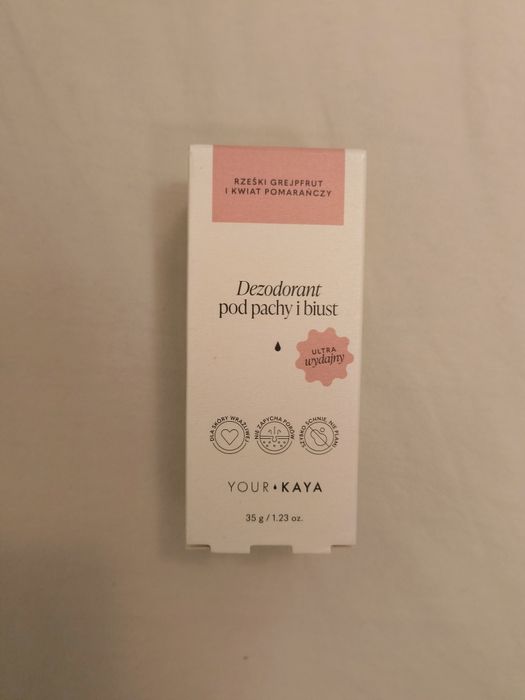 RZEŚKI GREJPFRUT
I KWIAT POMARAŃCZY
Dezodorant
pod pachy i biust
ULTRA
wydajny
DLA SKÓRY WRAŻLIWEJ
NIE ZAPYCHA PORÓW
SZYBKO SCHNIE, NIE PLAMI
YOUR KAYA
35 g / 1.23 oz.